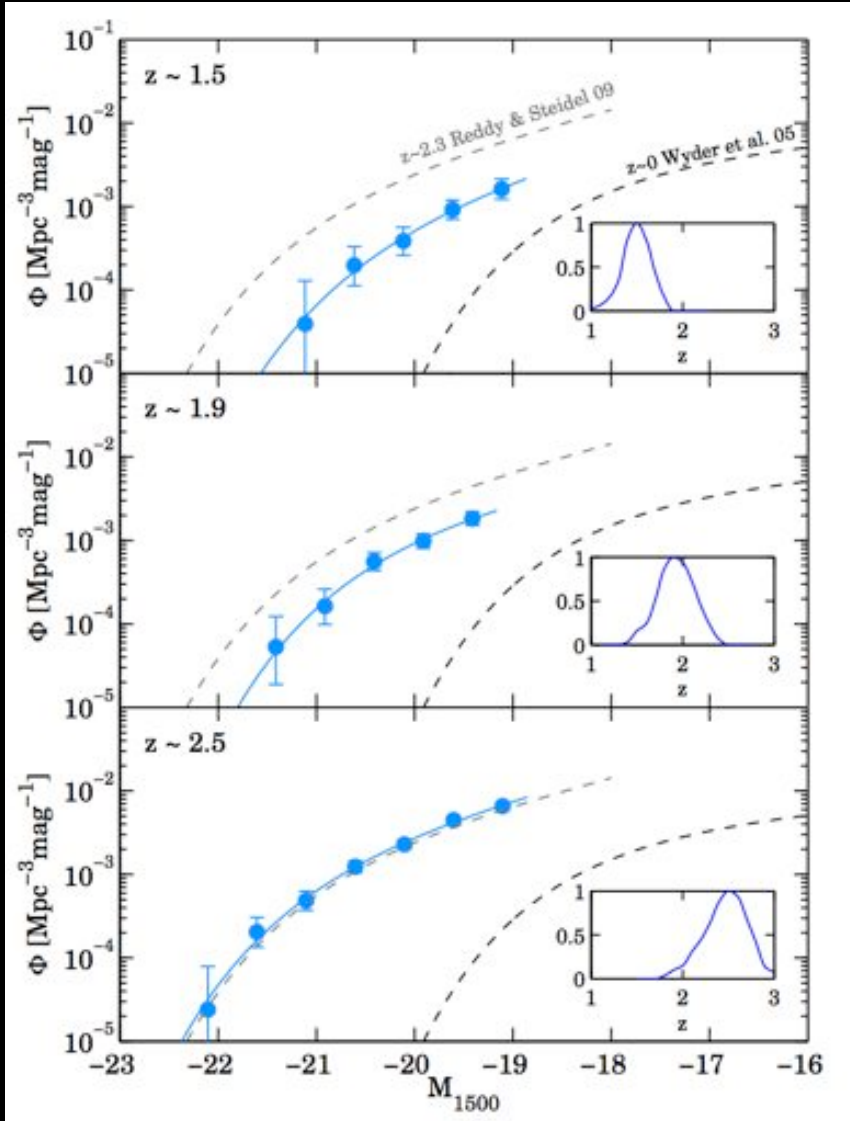 z ~ 1.5
z~2.3 Reddy & Steidel 09
z~0 Wyder et al. 05
Φ [Mpc⁻³mag⁻¹]
10⁻¹
10⁻²
10⁻³
10⁻⁴
10⁻⁵
1
0.5
0
1 2 3
z
z ~ 1.9
Φ [Mpc⁻³mag⁻¹]
10⁻²
10⁻³
10⁻⁴
10⁻⁵
1
0.5
0
1 2 3
z
z ~ 2.5
Φ [Mpc⁻³mag⁻¹]
10⁻²
10⁻³
10⁻⁴
10⁻⁵
1
0.5
0
1 2 3
z
−23 −22 −21 −20 −19 −18 −17 −16
M₁₅₀₀